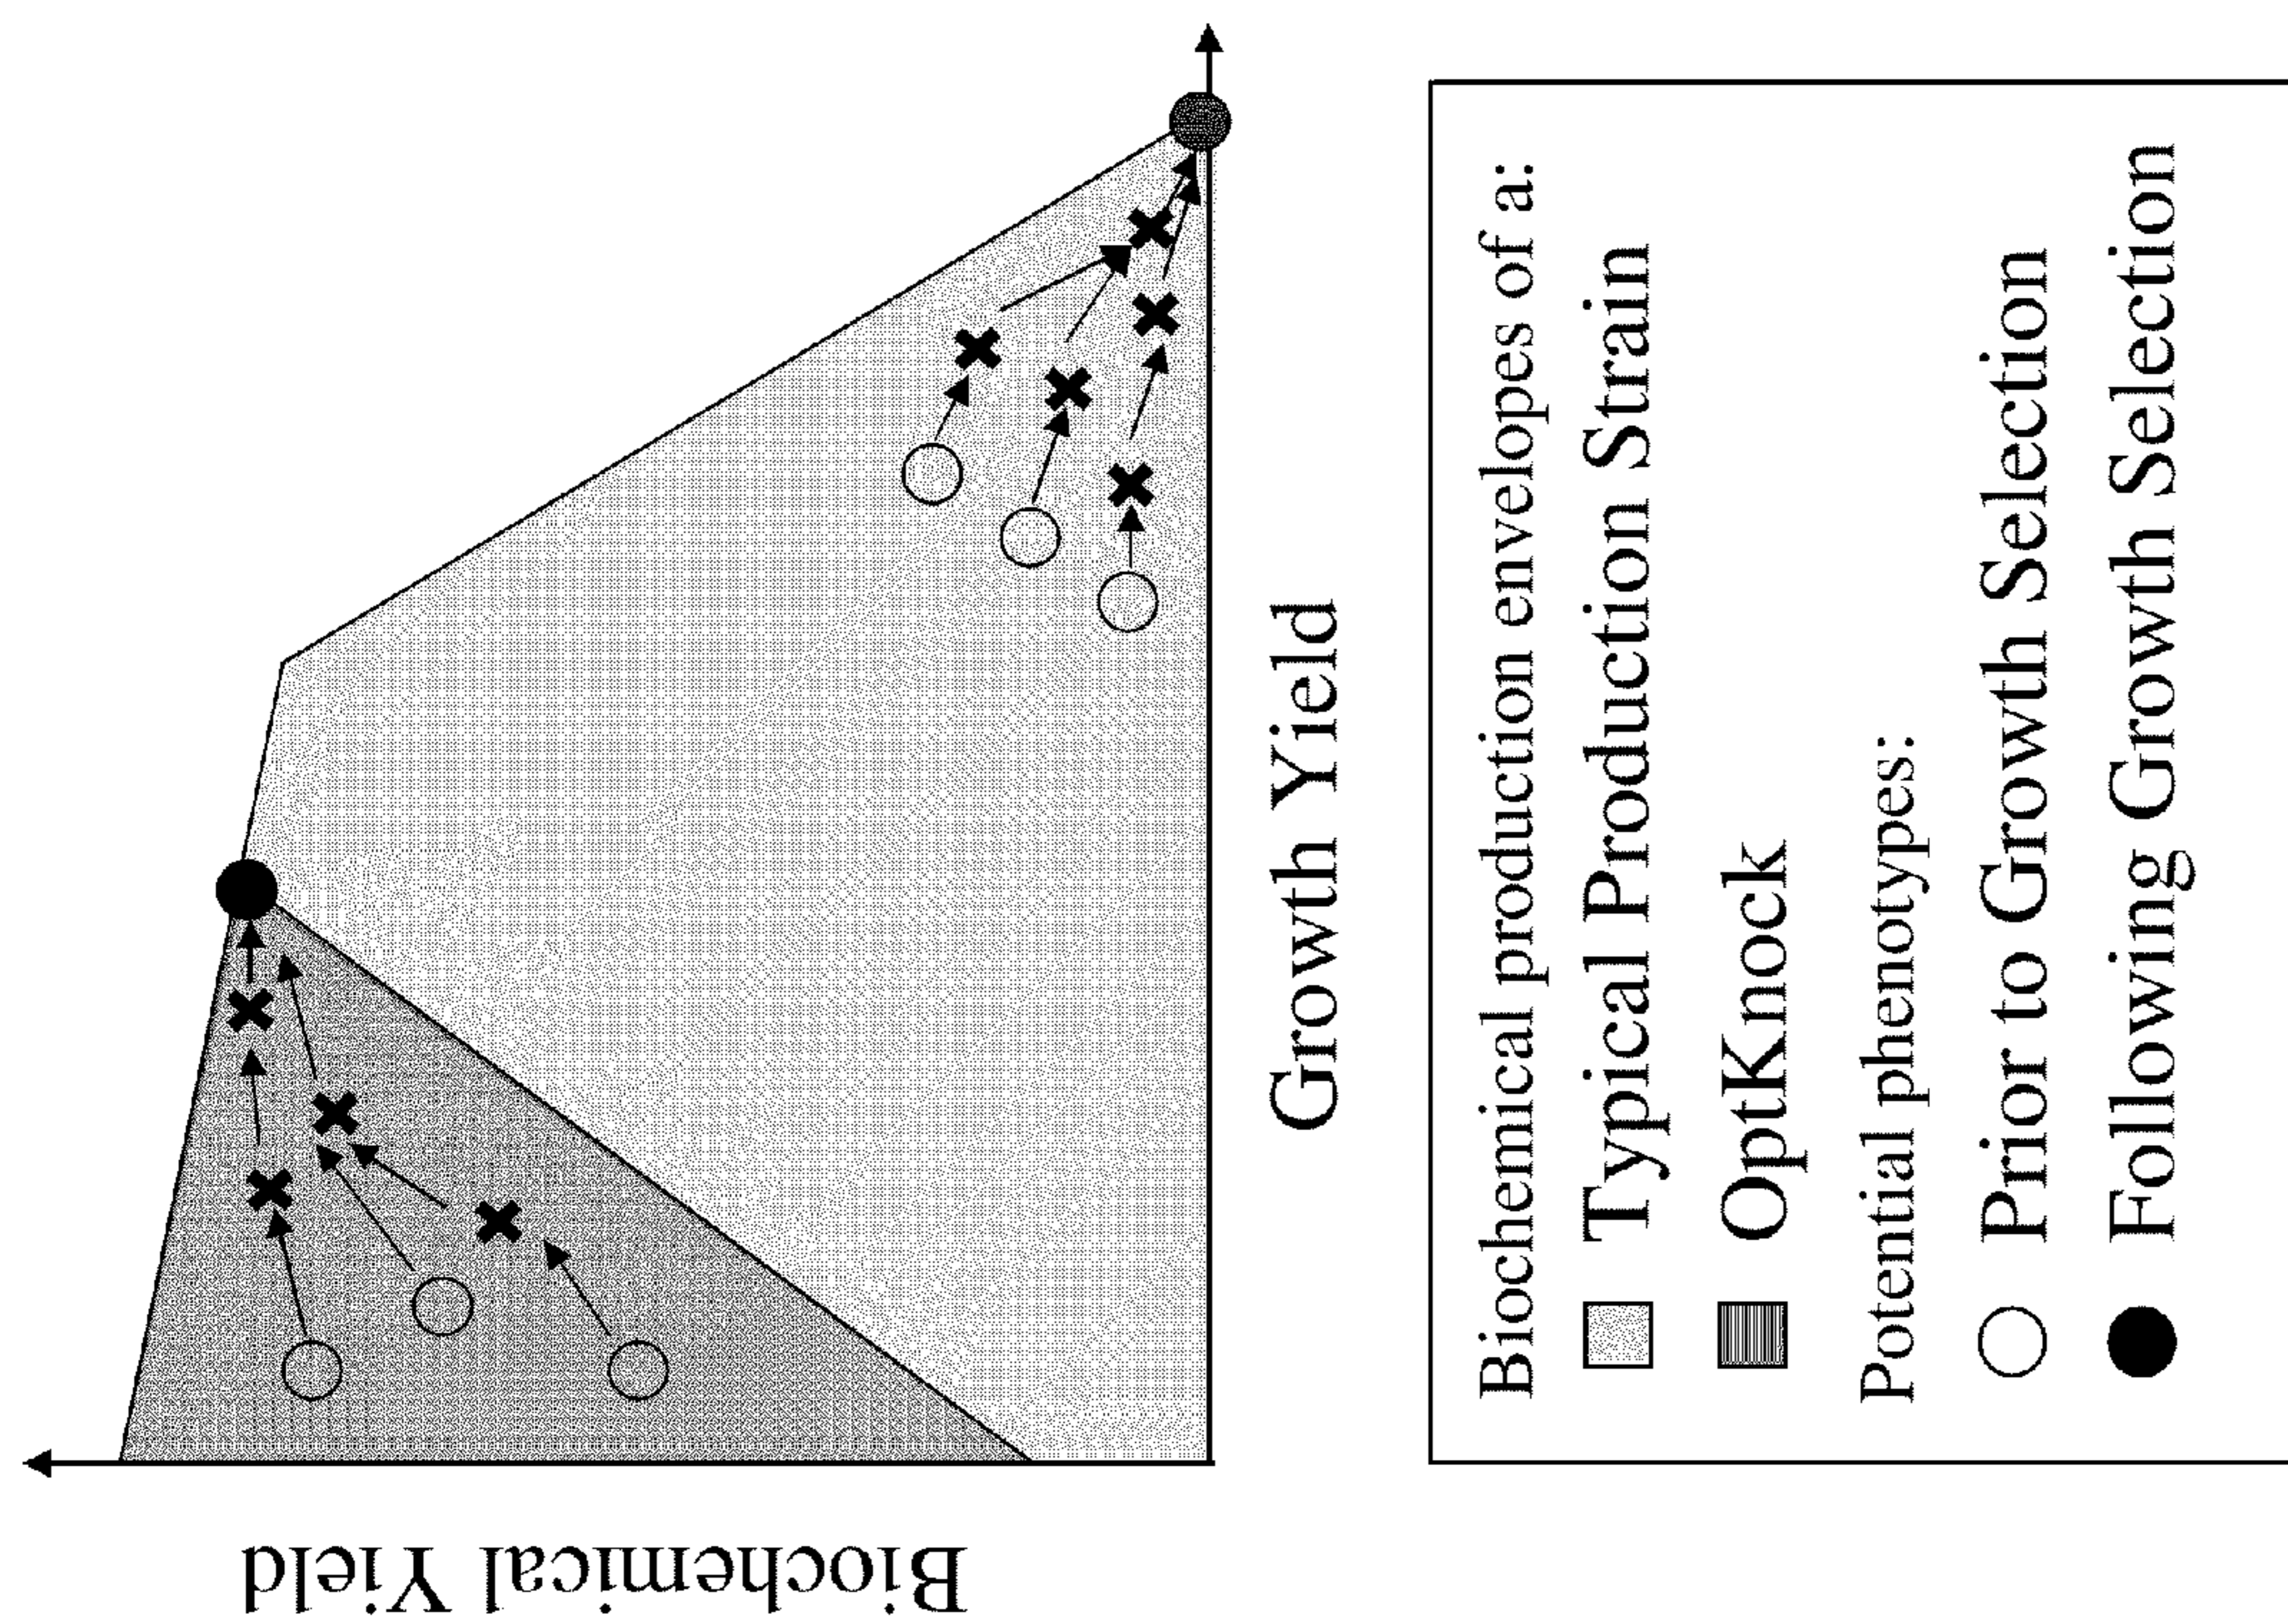 Biochemical Yield
Growth Yield
Biochemical production envelopes of a:
Typical Production Strain
OptKnock
Potential phenotypes:
Prior to Growth Selection
Following Growth Selection